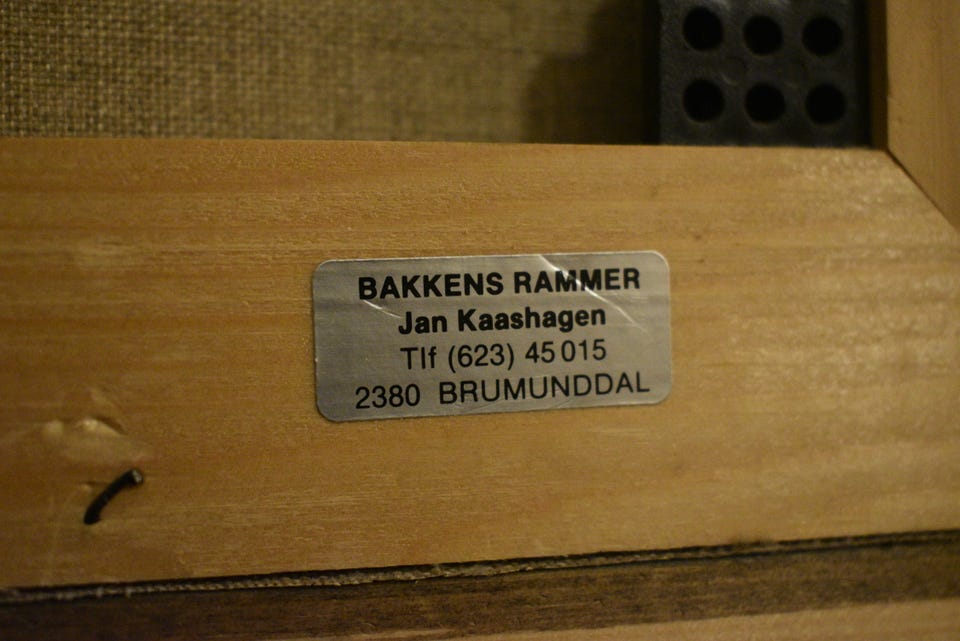 BAKKENS RAMMER
Jan Kaashagen
Tlf (623) 45 015
2380 BRUMUNDDAL